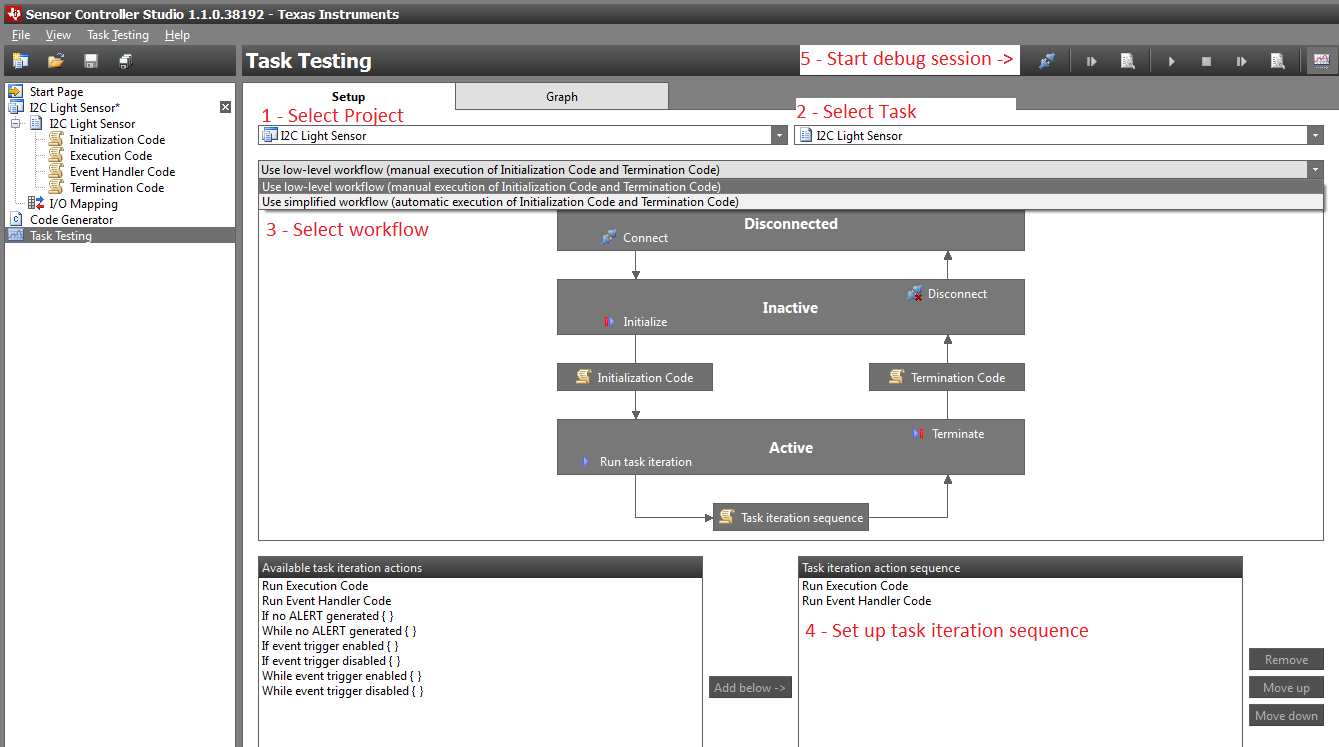 Sensor Controller Studio 1.1.0.38192 - Texas Instruments
File View Task Testing Help
Task Testing
5 - Start debug session ->
Start Page
I2C Light Sensor*
I2C Light Sensor
Initialization Code
Execution Code
Event Handler Code
Termination Code
I/O Mapping
Code Generator
Task Testing
Setup Graph
1 - Select Project 2 - Select Task
I2C Light Sensor I2C Light Sensor
Use low-level workflow (manual execution of Initialization Code and Termination Code)
Use low-level workflow (manual execution of Initialization Code and Termination Code)
Use simplified workflow (automatic execution of Initialization Code and Termination Code)
3 - Select workflow
Disconnected
Connect
Disconnect
Inactive
Initialize
Initialization Code Termination Code
Terminate
Active
Run task iteration
Task iteration sequence
Available task iteration actions
Run Execution Code
Run Event Handler Code
If no ALERT generated { }
While no ALERT generated { }
If event trigger enabled { }
If event trigger disabled { }
While event trigger enabled { }
While event trigger disabled { }
Add below ->
Task iteration action sequence
Run Execution Code
Run Event Handler Code
4 - Set up task iteration sequence
Remove
Move up
Move down